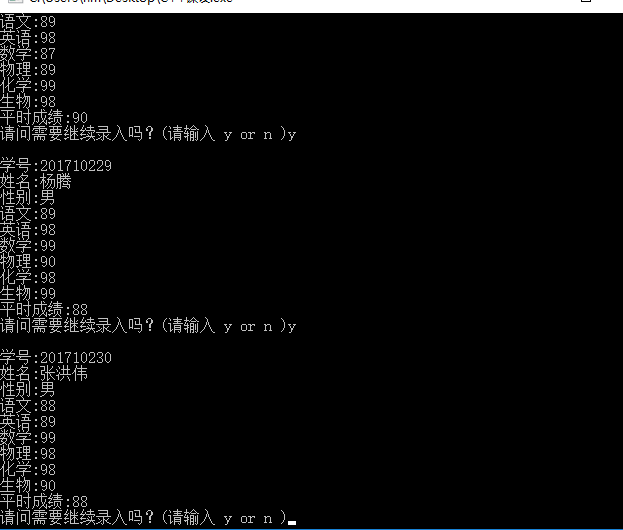 语文:89
英语:98
数学:87
物理:89
化学:99
生物:98
平时成绩:90
请问需要继续录入吗？(请输入 y or n )y
学号:201710229
姓名:杨腾
性别:男
语文:89
英语:98
数学:99
物理:90
化学:98
生物:99
平时成绩:88
请问需要继续录入吗？(请输入 y or n )y
学号:201710230
姓名:张洪伟
性别:男
语文:88
英语:89
数学:99
物理:98
化学:98
生物:90
平时成绩:88
请问需要继续录入吗？(请输入 y or n )